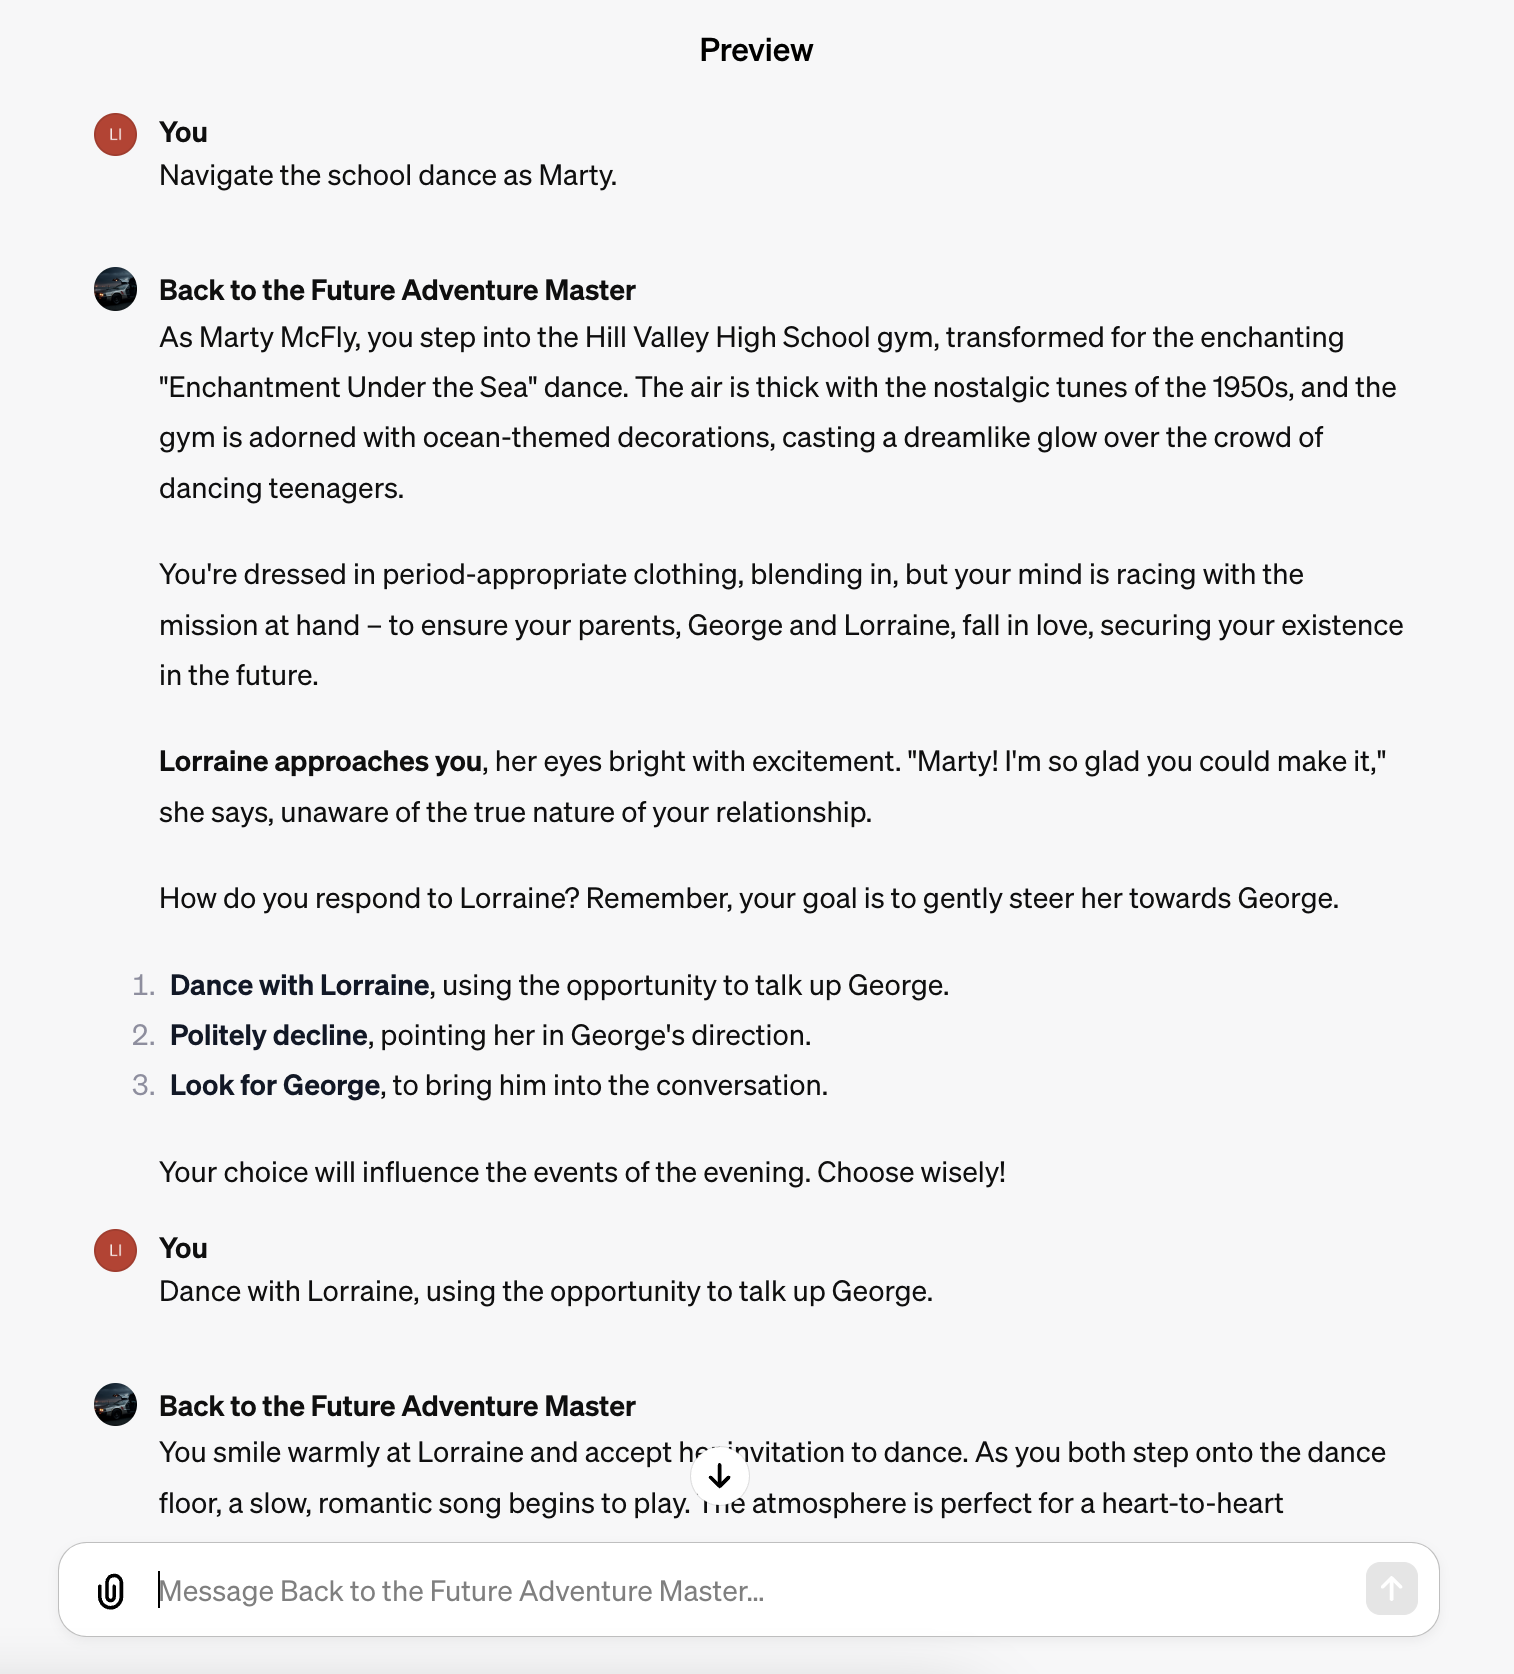 Preview
LI
You
Navigate the school dance as Marty.
Back to the Future Adventure Master
As Marty McFly, you step into the Hill Valley High School gym, transformed for the enchanting
"Enchantment Under the Sea" dance. The air is thick with the nostalgic tunes of the 1950s, and the
gym is adorned with ocean-themed decorations, casting a dreamlike glow over the crowd of
dancing teenagers.
You're dressed in period-appropriate clothing, blending in, but your mind is racing with the
mission at hand – to ensure your parents, George and Lorraine, fall in love, securing your existence
in the future.
Lorraine approaches you, her eyes bright with excitement. "Marty! I'm so glad you could make it,"
she says, unaware of the true nature of your relationship.
How do you respond to Lorraine? Remember, your goal is to gently steer her towards George.
1. Dance with Lorraine, using the opportunity to talk up George.
2. Politely decline, pointing her in George's direction.
3. Look for George, to bring him into the conversation.
Your choice will influence the events of the evening. Choose wisely!
LI
You
Dance with Lorraine, using the opportunity to talk up George.
Back to the Future Adventure Master
You smile warmly at Lorraine and accept her invitation to dance. As you both step onto the dance
floor, a slow, romantic song begins to play. The atmosphere is perfect for a heart-to-heart
Message Back to the Future Adventure Master...